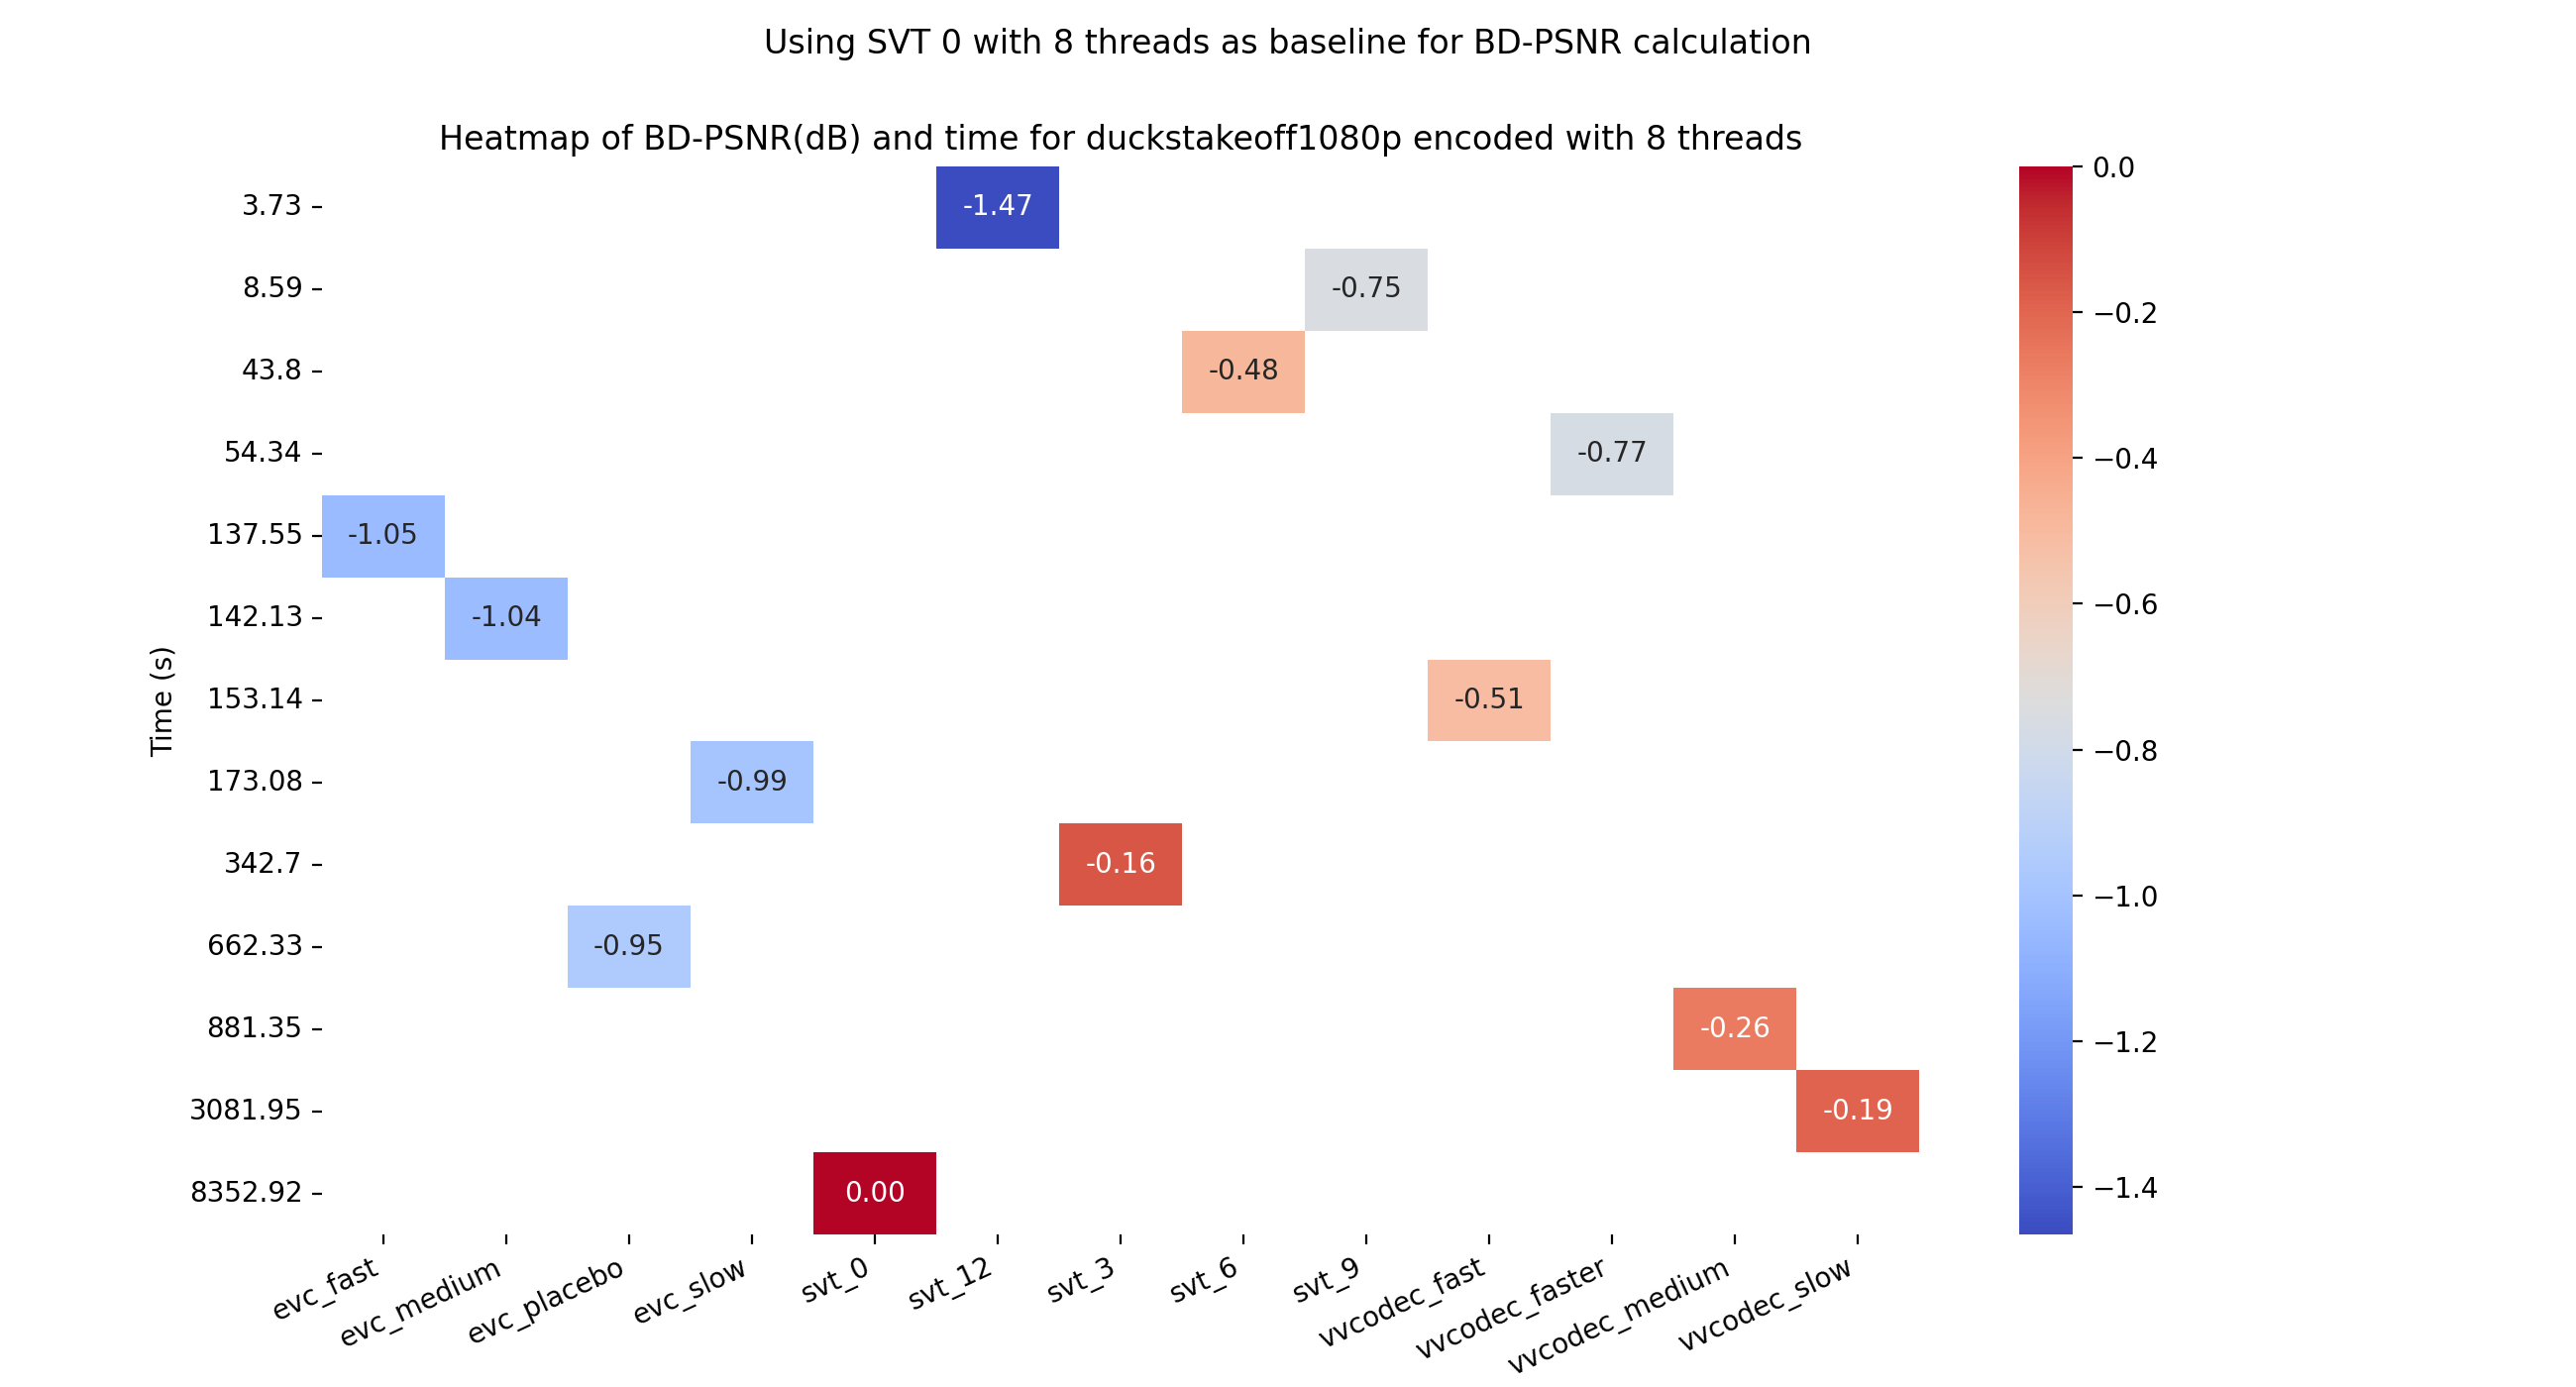 Using SVT 0 with 8 threads as baseline for BD-PSNR calculation
Heatmap of BD-PSNR(dB) and time for duckstakeoff1080p encoded with 8 threads
Time (s)
3.73
-1.47
8.59
-0.75
43.8
-0.48
54.34
-0.77
137.55
-1.05
142.13
-1.04
153.14
-0.51
173.08
-0.99
342.7
-0.16
662.33
-0.95
881.35
-0.26
3081.95
-0.19
8352.92
0.00
evc_fast
evc_medium
evc_placebo
evc_slow
svt_0
svt_12
svt_3
svt_6
svt_9
vvcodec_fast
vvcodec_faster
vvcodec_medium
vvcodec_slow
0.0
−0.2
−0.4
−0.6
−0.8
−1.0
−1.2
−1.4